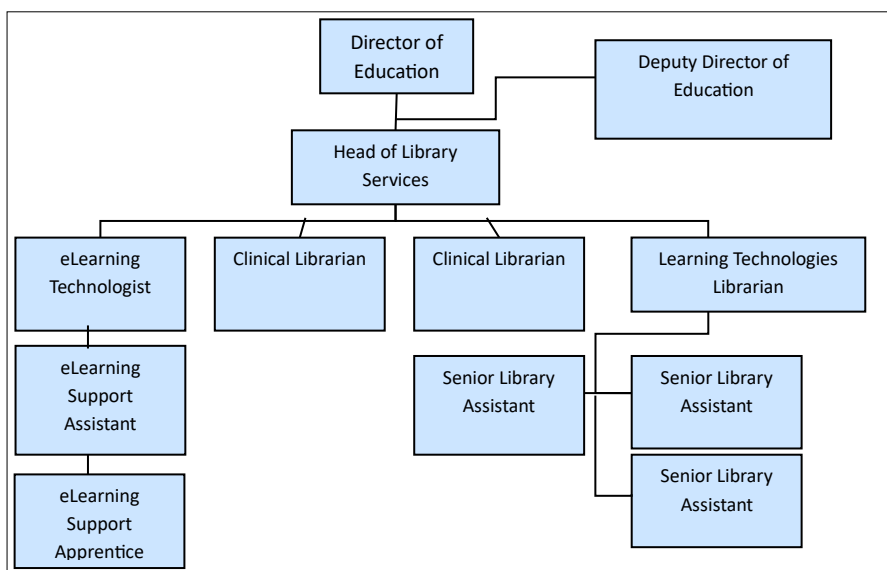 Director of
Education
Deputy Director of
Education
Head of Library
Services
eLearning
Technologist
Clinical Librarian
Clinical Librarian
Learning Technologies
Librarian
eLearning
Support
Assistant
Senior Library
Assistant
Senior Library
Assistant
eLearning
Support
Apprentice
Senior Library
Assistant